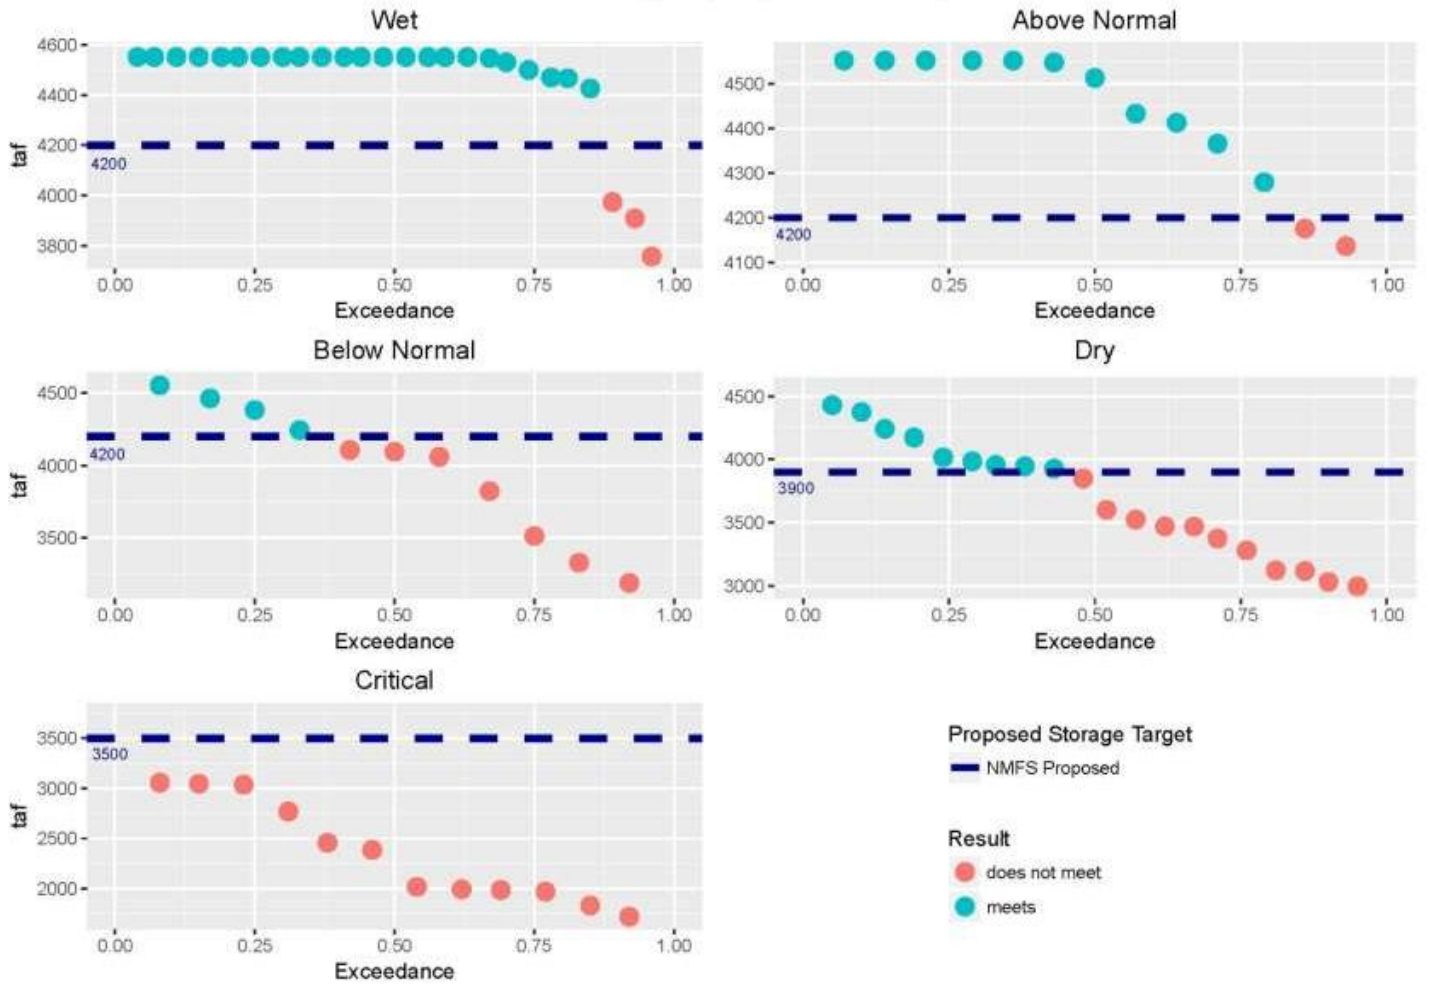 Wet
4600
4400
4200
4000
3800
taf
4200
0.00 0.25 0.50 0.75 1.00
Exceedance
Above Normal
4500
4400
4300
4200
4100
4200
0.00 0.25 0.50 0.75 1.00
Exceedance
Below Normal
4500
4000
3500
taf
4200
0.00 0.25 0.50 0.75 1.00
Exceedance
Dry
4500
4000
3500
3000
3900
0.00 0.25 0.50 0.75 1.00
Exceedance
Critical
3500
3000
2500
2000
taf
3500
0.00 0.25 0.50 0.75 1.00
Exceedance
Proposed Storage Target
NMFS Proposed
Result
does not meet
meets